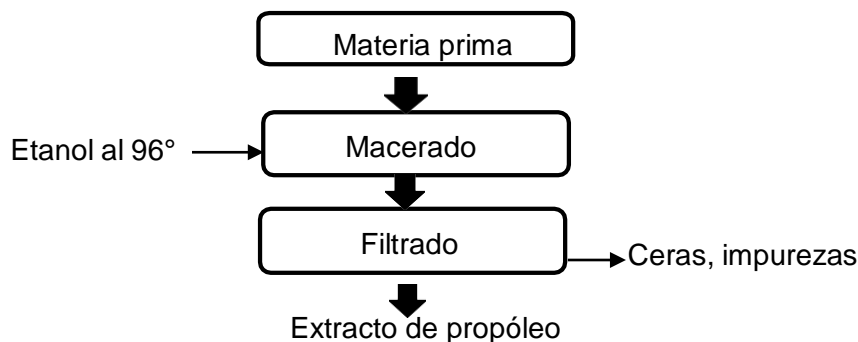 Materia prima
Etanol al 96°
Macerado
Filtrado
Ceras, impurezas
Extracto de propóleo